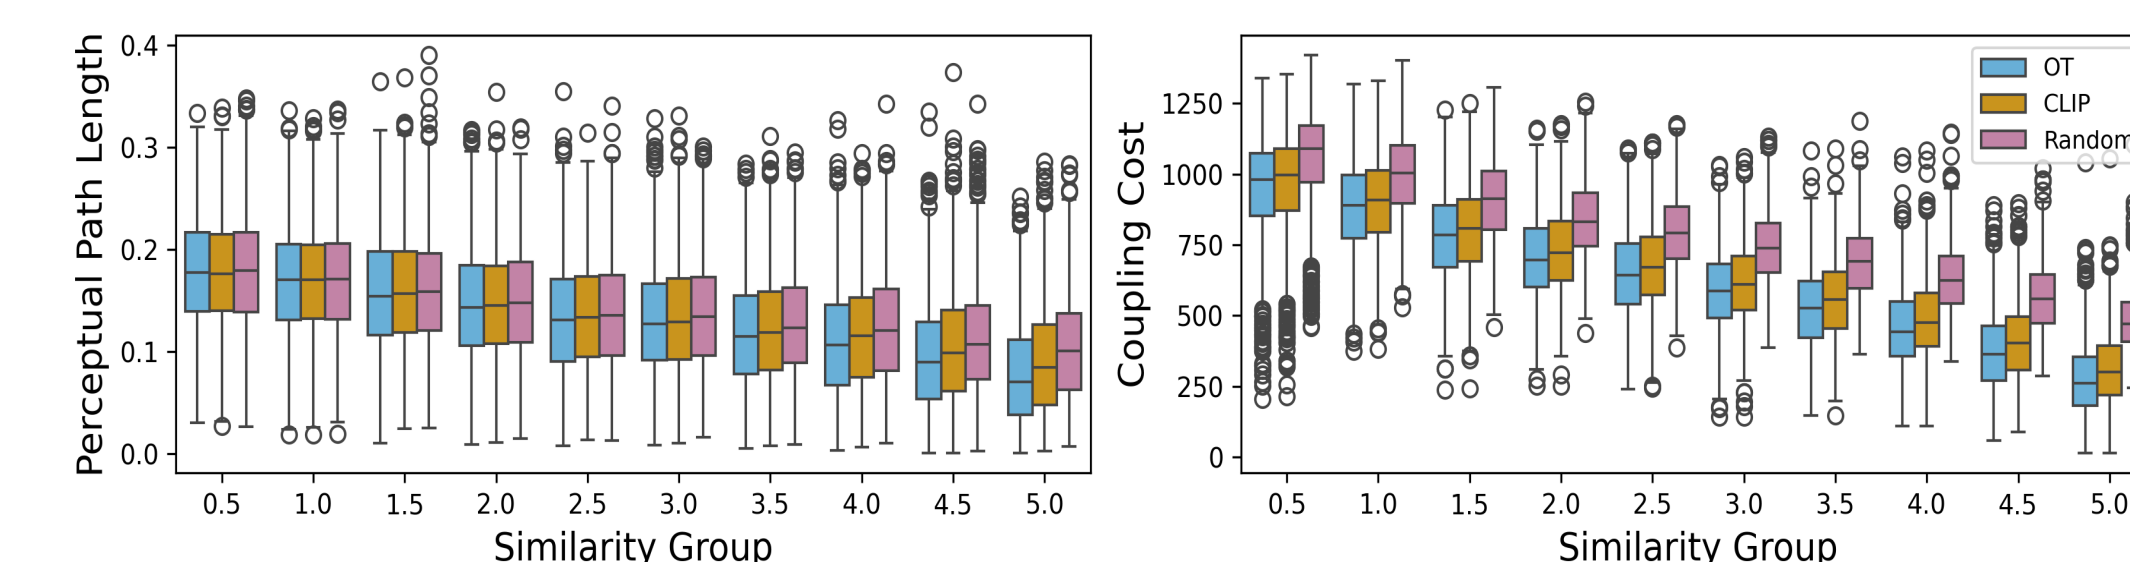 Perceptual Path Length
0.4
0.3
0.2
0.1
0.0
0.5 1.0 1.5 2.0 2.5 3.0 3.5 4.0 4.5 5.0
Similarity Group
Coupling Cost
1250
1000
750
500
250
0
0.5 1.0 1.5 2.0 2.5 3.0 3.5 4.0 4.5 5.0
Similarity Group
OT
CLIP
Random